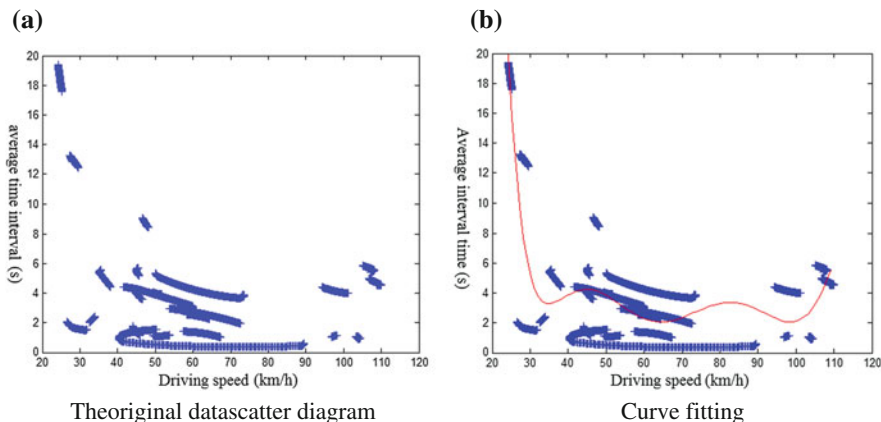 (a)
(b)
20
18
16
14
12
10
8
6
4
2
0
20 30 40 50 60 70 80 90 100 110 120
average time interval (s)
Driving speed (km/h)
Theoriginal datascatter diagram
20
18
16
14
12
10
8
6
4
2
0
20 30 40 50 60 70 80 90 100 110 120
Average interval time (s)
Driving speed (km/h)
Curve fitting